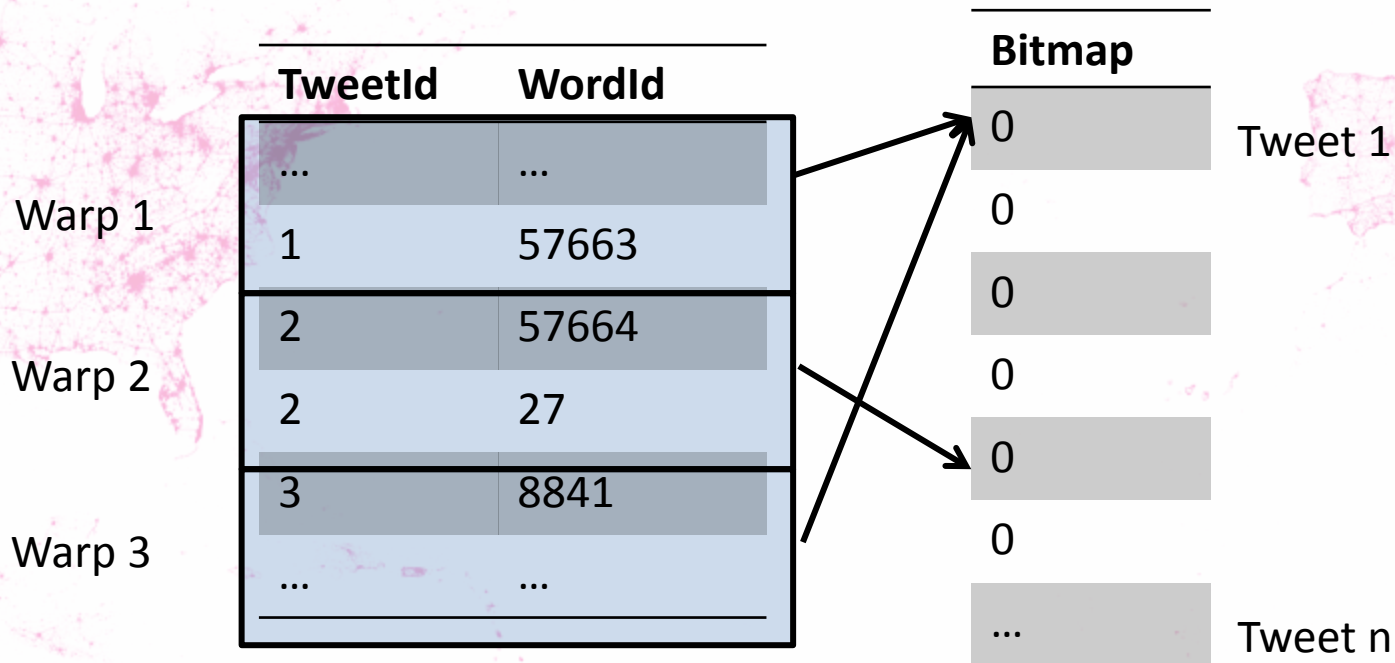 Bitmap
TweetId WordId
0 Tweet 1
... ...
Warp 1
0
1 57663
0
2 57664
Warp 2
0
2 27
0
3 8841
Warp 3
0
... ...
... Tweet n